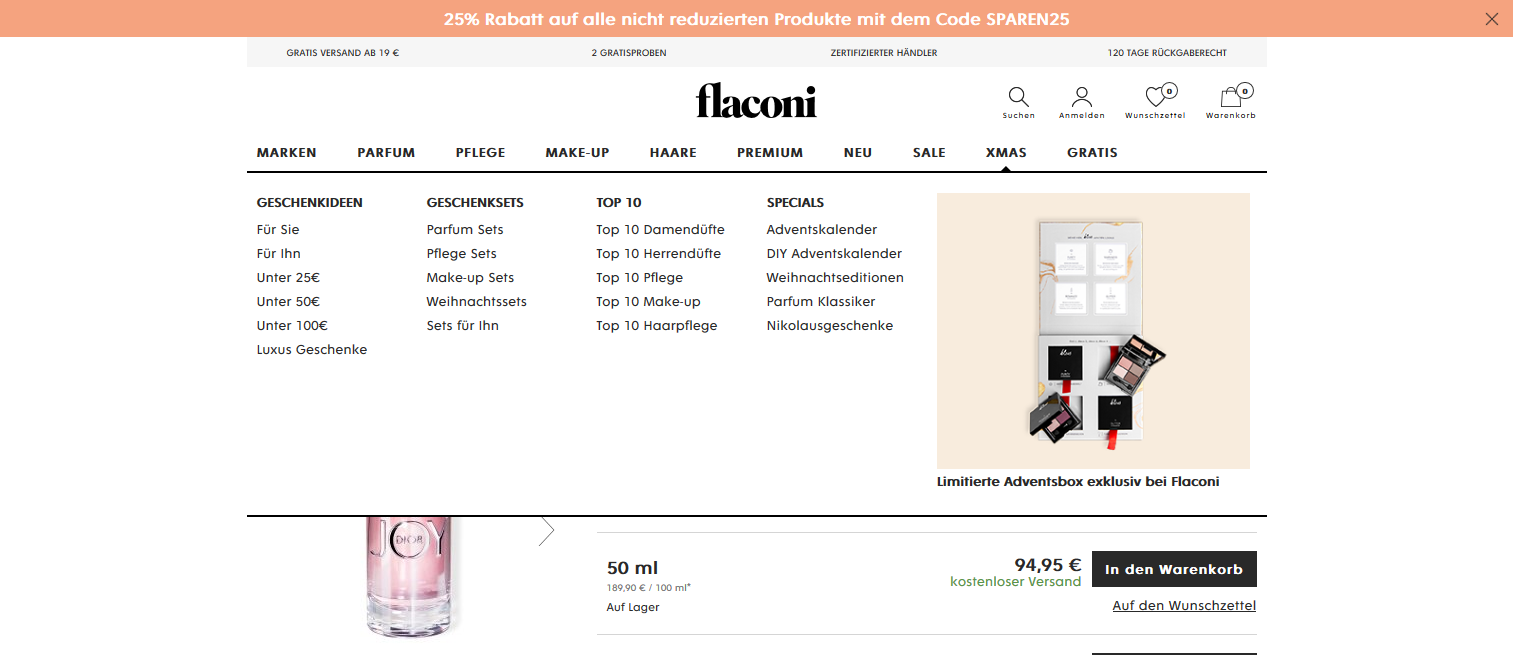 25% Rabatt auf alle nicht reduzierten Produkte mit dem Code SPAREN25
GRATIS VERSAND AB 19 €
2 GRATISPROBEN
ZERTIFIZIERTER HÄNDLER
120 TAGE RÜCKGABERECHT
flaconi
Suchen
Anmelden
0
Wunschzettel
0
Warenkorb
MARKEN PARFUM PFLEGE MAKE-UP HAARE PREMIUM NEU SALE XMAS GRATIS
GESCHENKIDEEN
Für Sie
Für Ihn
Unter 25€
Unter 50€
Unter 100€
Luxus Geschenke
GESCHENKSETS
Parfum Sets
Pflege Sets
Make-up Sets
Weihnachtssets
Sets für Ihn
TOP 10
Top 10 Damendüfte
Top 10 Herrendüfte
Top 10 Pflege
Top 10 Make-up
Top 10 Haarpflege
SPECIALS
Adventskalender
DIY Adventskalender
Weihnachtseditionen
Parfum Klassiker
Nikolausgeschenke
Limitierte Adventsbox exklusiv bei Flaconi
JOY
DIOR
50 ml
189,90 € / 100 ml*
Auf Lager
94,95 €
kostenloser Versand
In den Warenkorb
Auf den Wunschzettel